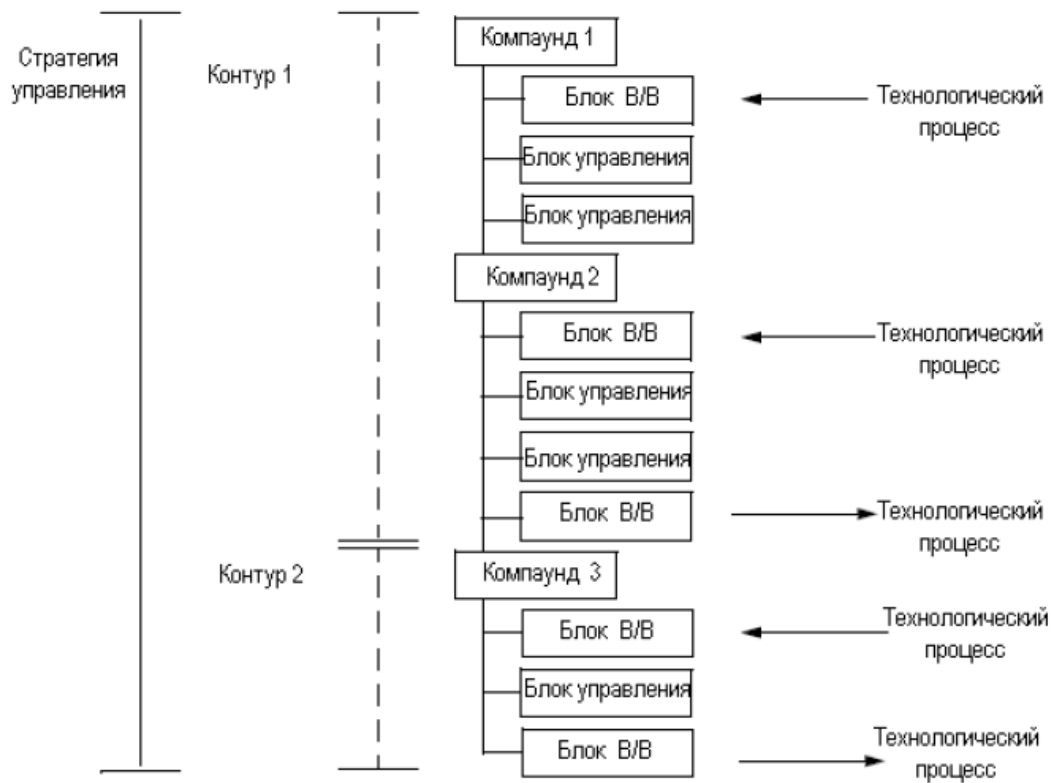 Стратегия
управления
Контур 1
Компаунд 1
Блок В/В
Технологический
процесс
Блок управления
Блок управления
Компаунд 2
Блок В/В
Технологический
процесс
Блок управления
Блок управления
Блок В/В
Технологический
процесс
Контур 2
Компаунд 3
Блок В/В
Технологический
процесс
Блок управления
Блок В/В
Технологический
процесс